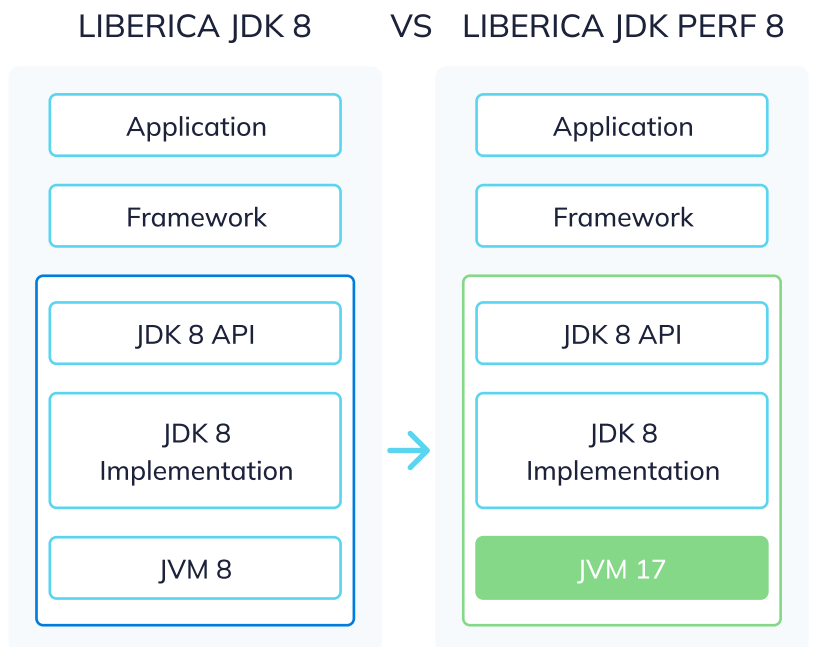 LIBERICA JDK 8 VS LIBERICA JDK PERF 8
Application
Framework
JDK 8 API
JDK 8
Implementation
JVM 8
Application
Framework
JDK 8 API
JDK 8
Implementation
JVM 17